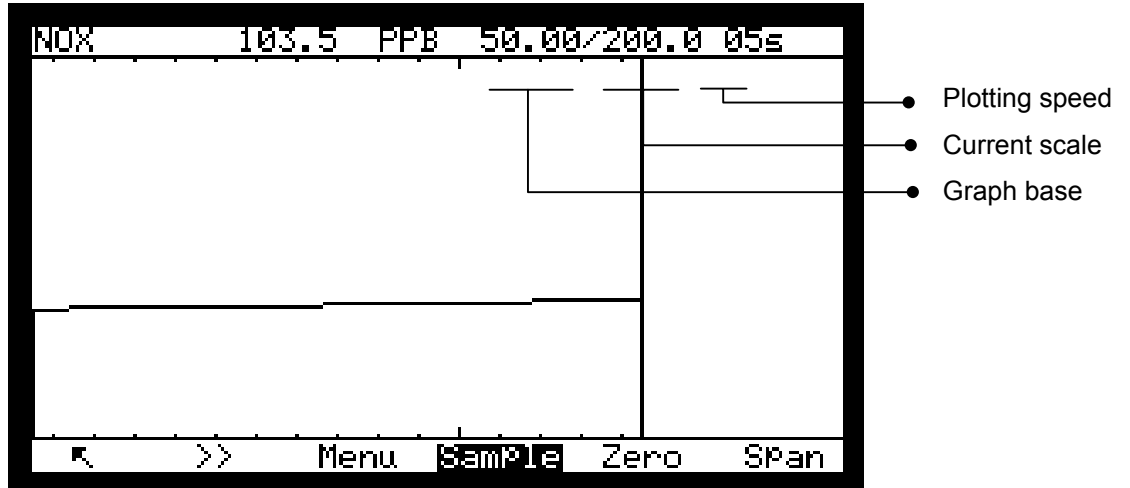 NOX 103.5 PPB 50.00/200.0 05s
Plotting speed
Current scale
Graph base
>> Menu Sample Zero SPan